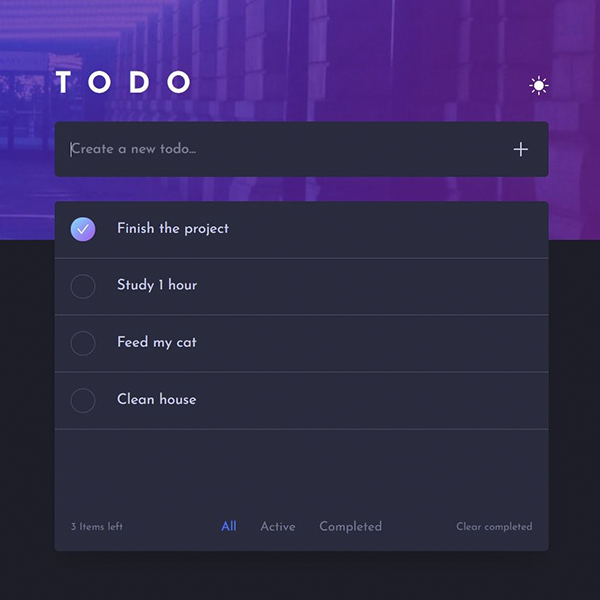 TODO
Create a new todo...
Finish the project
Study 1 hour
Feed my cat
Clean house
3 Items left All Active Completed Clear completed